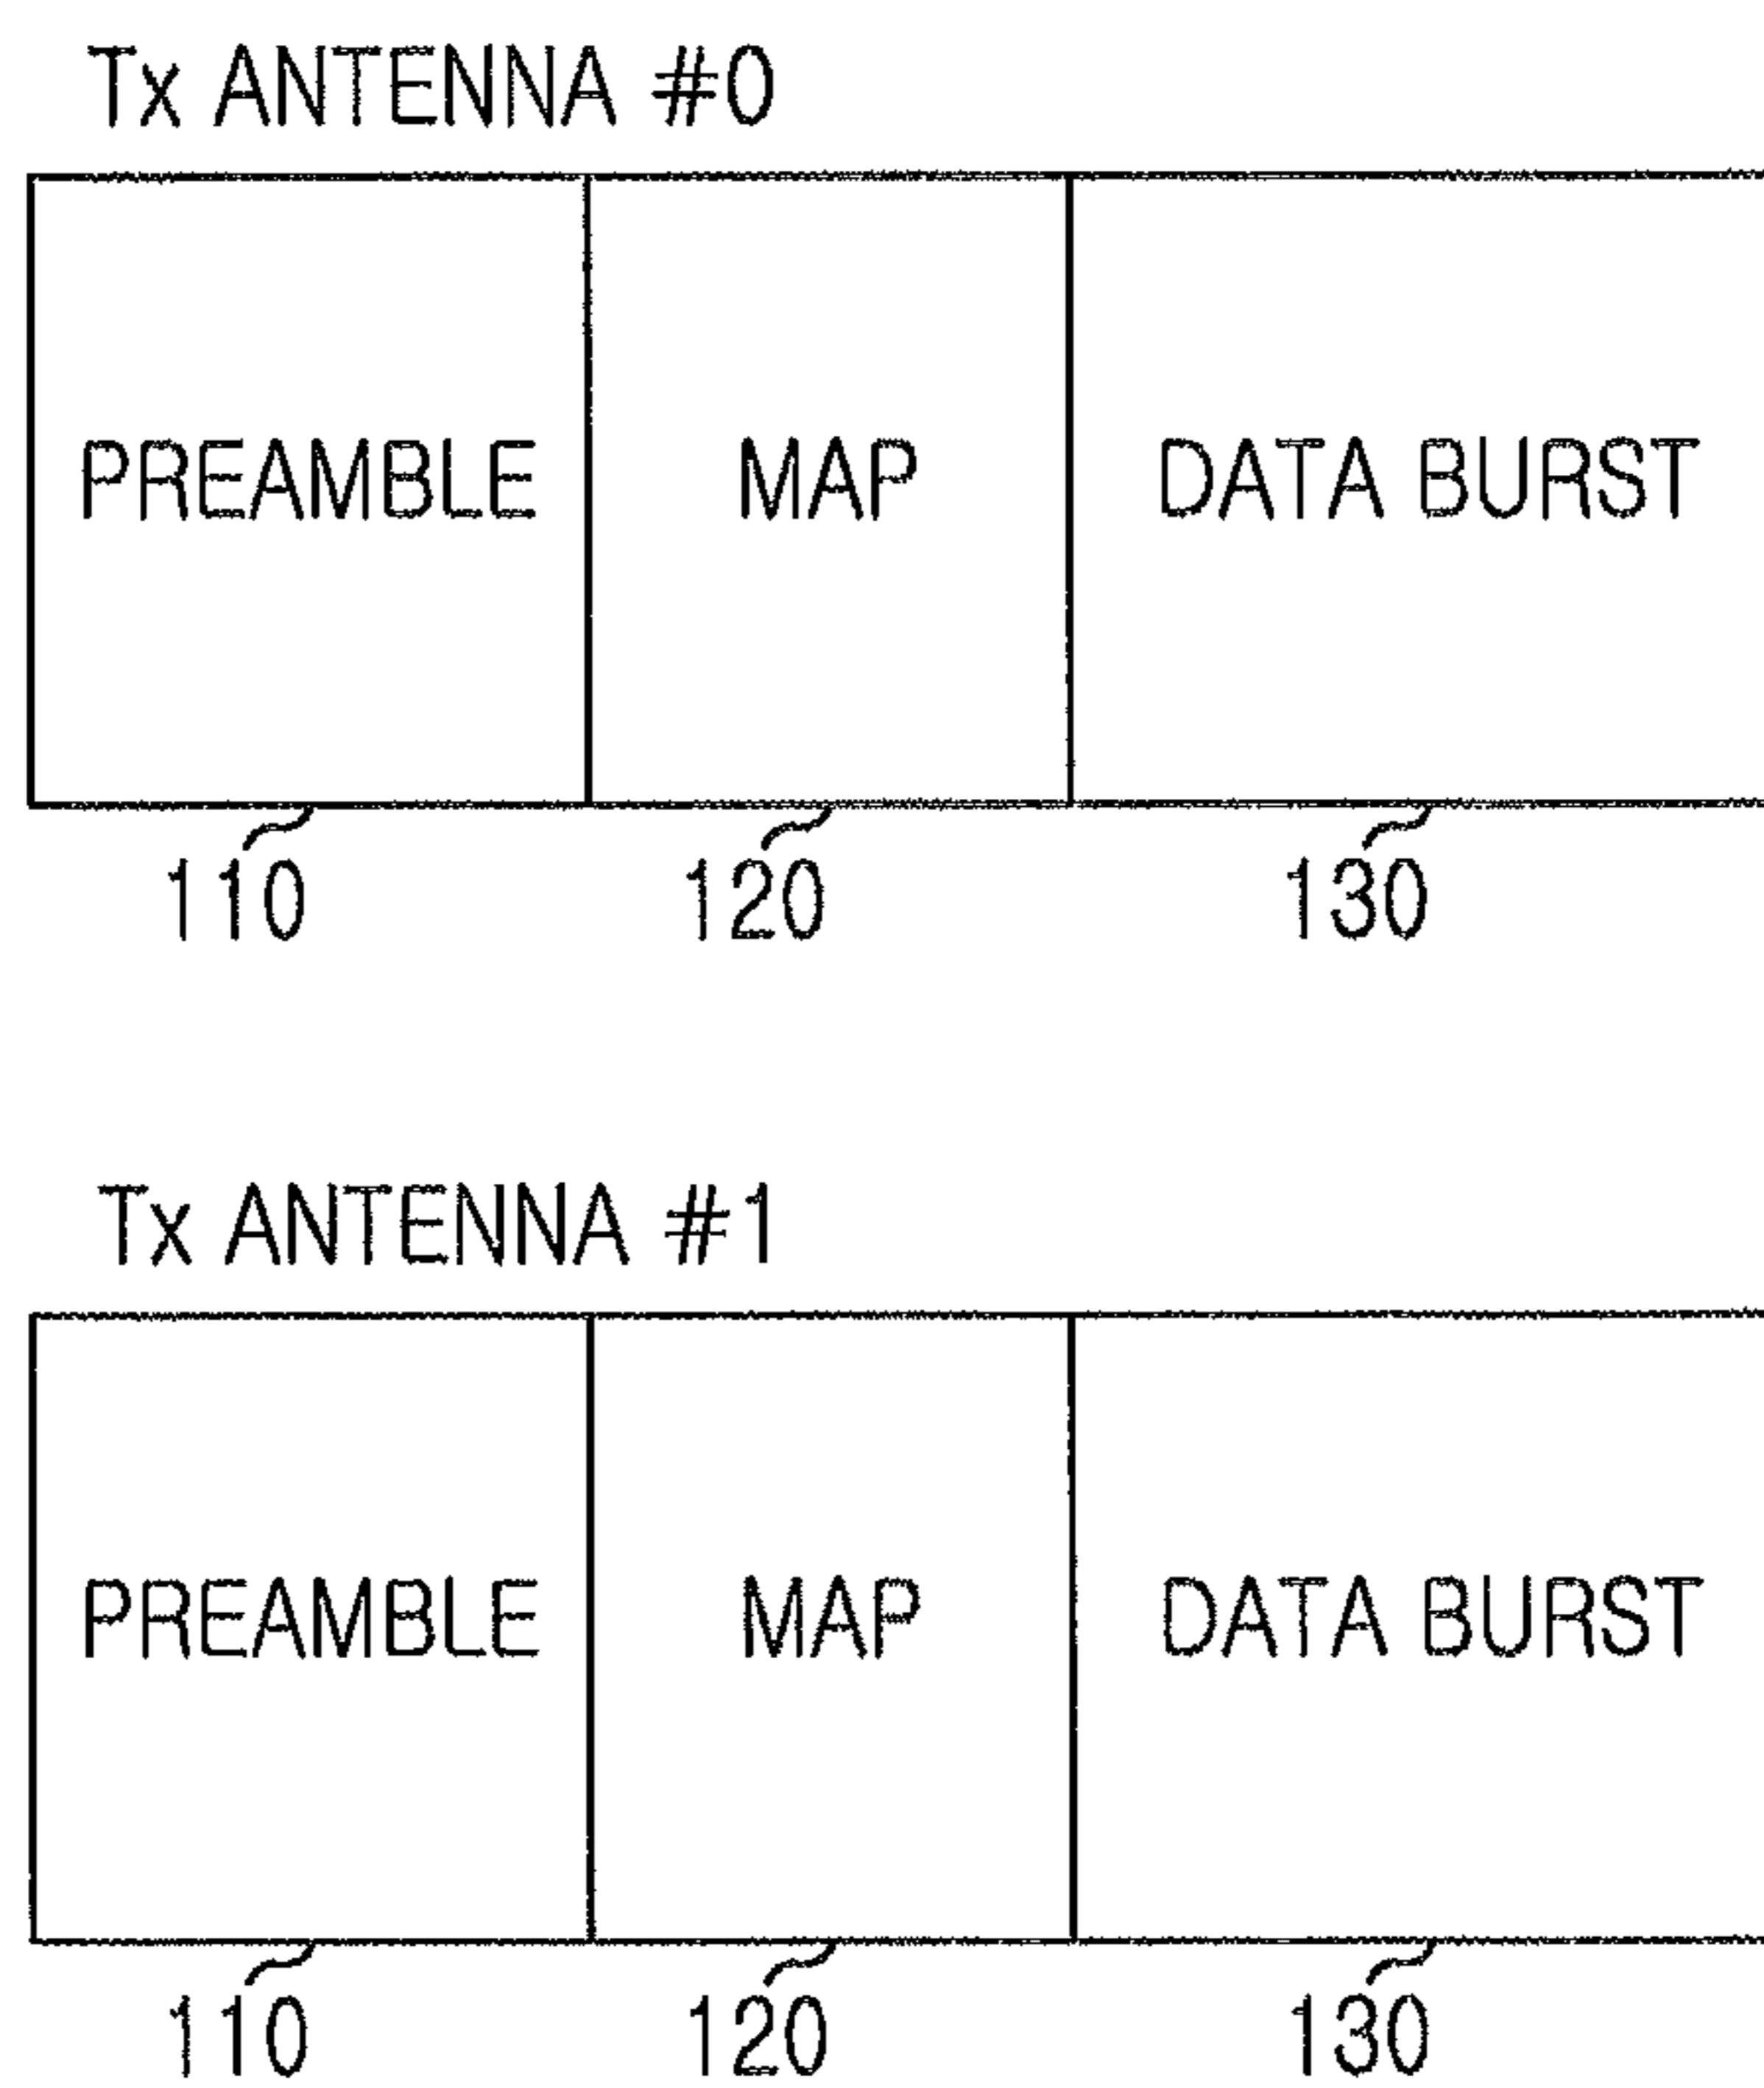 Tx ANTENNA #0
PREAMBLE MAP DATA BURST
110 120 130
Tx ANTENNA #1
PREAMBLE MAP DATA BURST
110 120 130